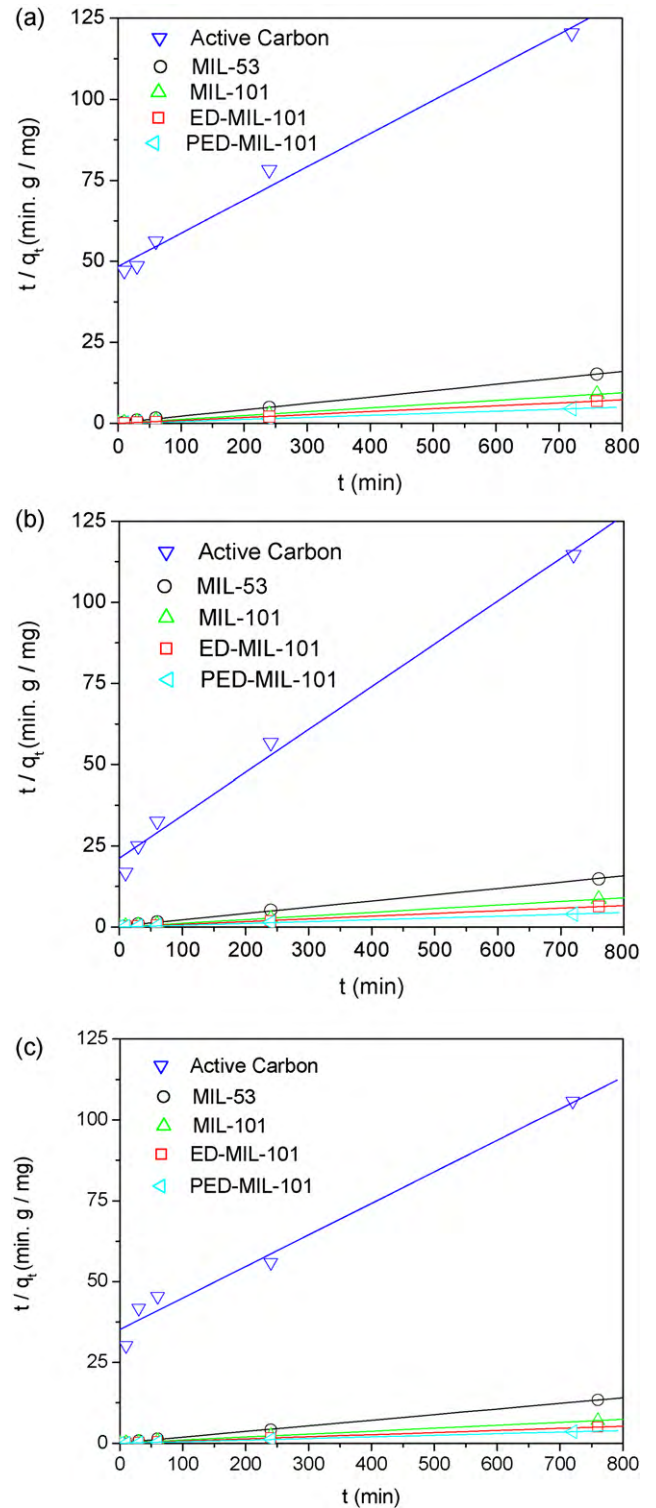 (a)
Active Carbon
MIL-53
MIL-101
ED-MIL-101
PED-MIL-101
125
100
75
50
25
0
t / qt (min. g / mg)
0 100 200 300 400 500 600 700 800
t (min)
(b)
Active Carbon
MIL-53
MIL-101
ED-MIL-101
PED-MIL-101
125
100
75
50
25
0
t / qt (min. g / mg)
0 100 200 300 400 500 600 700 800
t (min)
(c)
Active Carbon
MIL-53
MIL-101
ED-MIL-101
PED-MIL-101
125
100
75
50
25
0
t / qt (min. g / mg)
0 100 200 300 400 500 600 700 800
t (min)